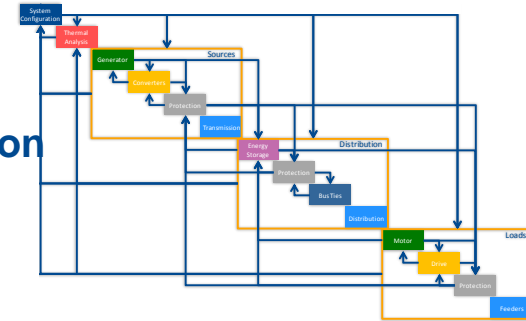 System
Configuration
Thermal
Analysis
Sources
Generator
Converters
Protection
Transmission
on
Energy
Storage
Distribution
Protection
Bus Ties
Distribution
Loads
Motor
Drive
Protection
Feeders